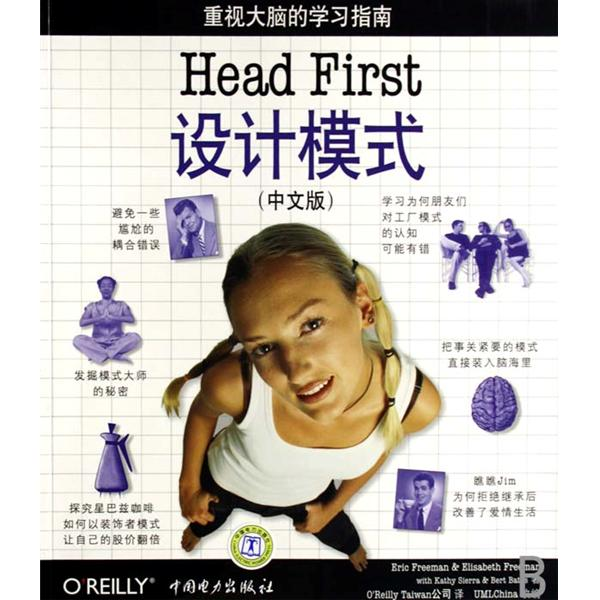 重视大脑的学习指南
Head First
设计模式
(中文版)
避免一些
尴尬的
耦合错误
学习为何朋友们
对工厂模式
的认知
可能有错
发掘模式大师
的秘密
把事关紧要的模式
直接装入脑海里
探究星巴兹咖啡
如何以装饰者模式
让自己的股价翻倍
瞧瞧Jim
为何拒绝继承后
改善了爱情生活
Eric Freeman & Elisabeth Freeman
with Kathy Sierra & Bert
O'REILLY®
中国电力出版社
O'Reilly Taiwan公司 译 UMLChina
B